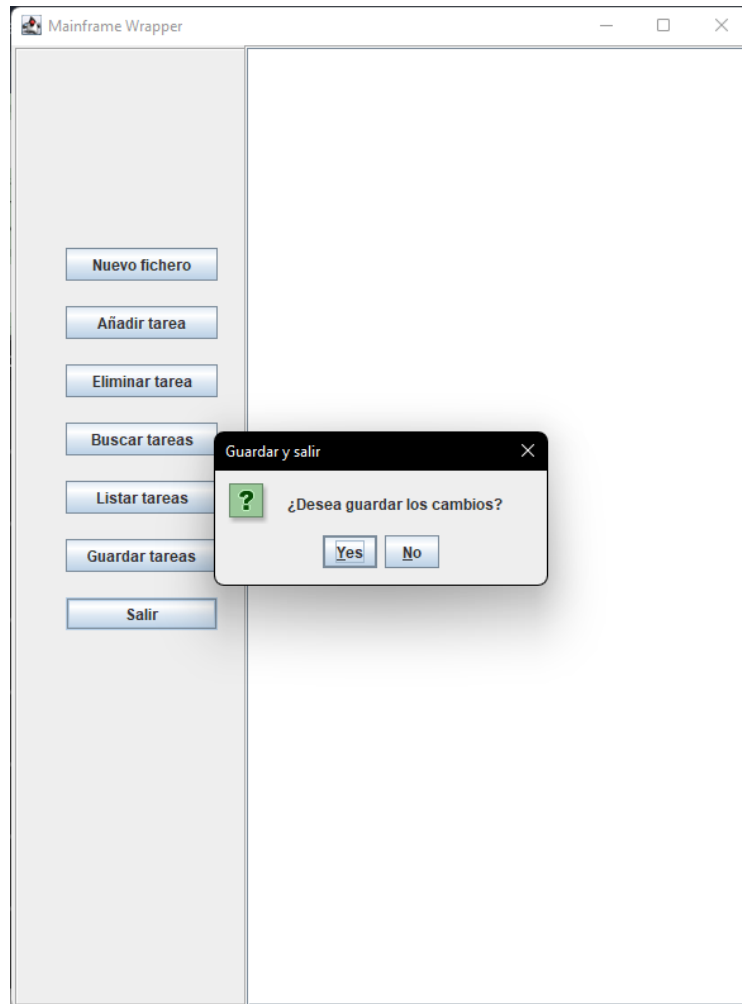 Mainframe Wrapper
Nuevo fichero
Añadir tarea
Eliminar tarea
Buscar tareas
Listar tareas
Guardar tareas
Salir
Guardar y salir
?
¿Desea guardar los cambios?
Yes No